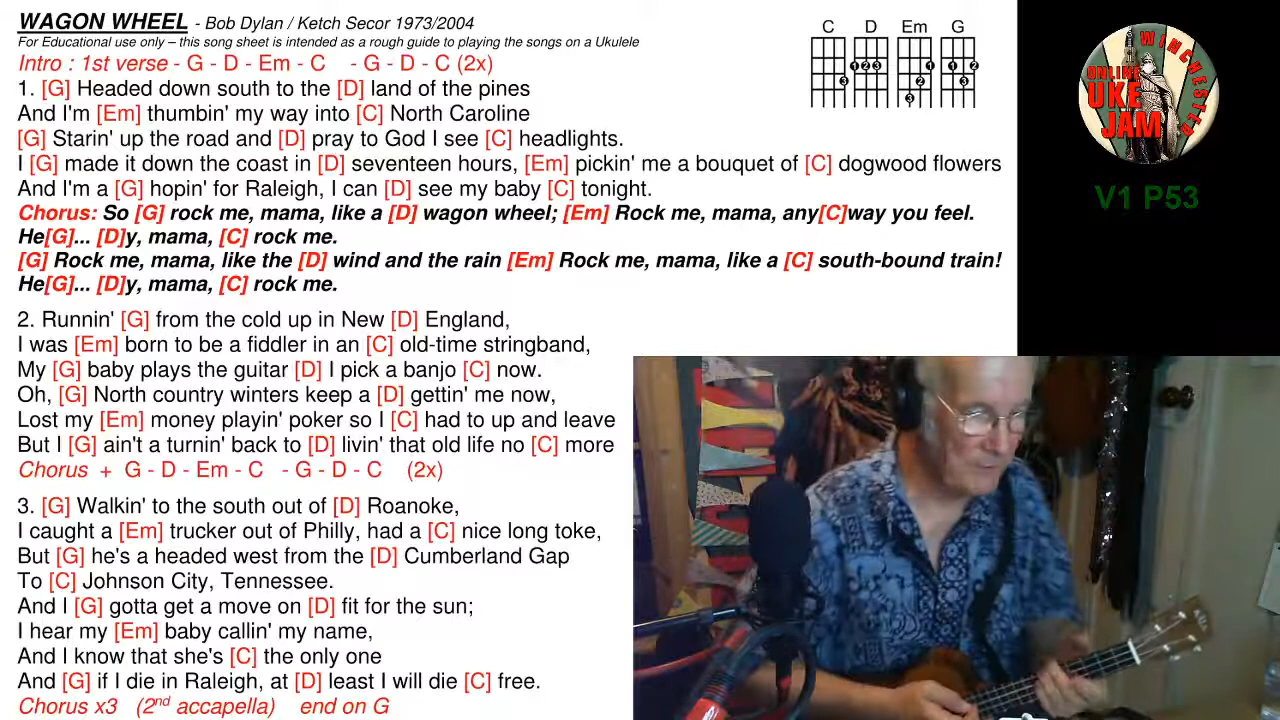 WAGON WHEEL - Bob Dylan / Ketch Secor 1973/2004
For Educational use only – this song sheet is intended as a rough guide to playing the songs on a Ukulele
Intro : 1st verse - G - D - Em - C - G - D - C (2x)
1. [G] Headed down south to the [D] land of the pines
And I'm [Em] thumbin' my way into [C] North Caroline
[G] Starin' up the road and [D] pray to God I see [C] headlights.
I [G] made it down the coast in [D] seventeen hours, [Em] pickin' me a bouquet of [C] dogwood flowers
And I'm a [G] hopin' for Raleigh, I can [D] see my baby [C] tonight.
Chorus: So [G] rock me, mama, like a [D] wagon wheel; [Em] Rock me, mama, any[C]way you feel.
He[G]... [D]y, mama, [C] rock me.
[G] Rock me, mama, like the [D] wind and the rain [Em] Rock me, mama, like a [C] south-bound train!
He[G]... [D]y, mama, [C] rock me.
2. Runnin' [G] from the cold up in New [D] England,
I was [Em] born to be a fiddler in an [C] old-time stringband,
My [G] baby plays the guitar [D] I pick a banjo [C] now.
Oh, [G] North country winters keep a [D] gettin' me now,
Lost my [Em] money playin' poker so I [C] had to up and leave
But I [G] ain't a turnin' back to [D] livin' that old life no [C] more
Chorus + G - D - Em - C - G - D - C (2x)
3. [G] Walkin' to the south out of [D] Roanoke,
I caught a [Em] trucker out of Philly, had a [C] nice long toke,
But [G] he's a headed west from the [D] Cumberland Gap
To [C] Johnson City, Tennessee.
And I [G] gotta get a move on [D] fit for the sun;
I hear my [Em] baby callin' my name,
And I know that she's [C] the only one
And [G] if I die in Raleigh, at [D] least I will die [C] free.
Chorus x3 (2nd accapella) end on G
C D Em G
1 2 3
3
1
2
3
1 2
3
WINCHESTER
ONLINE
UKE
JAM
V1 P53